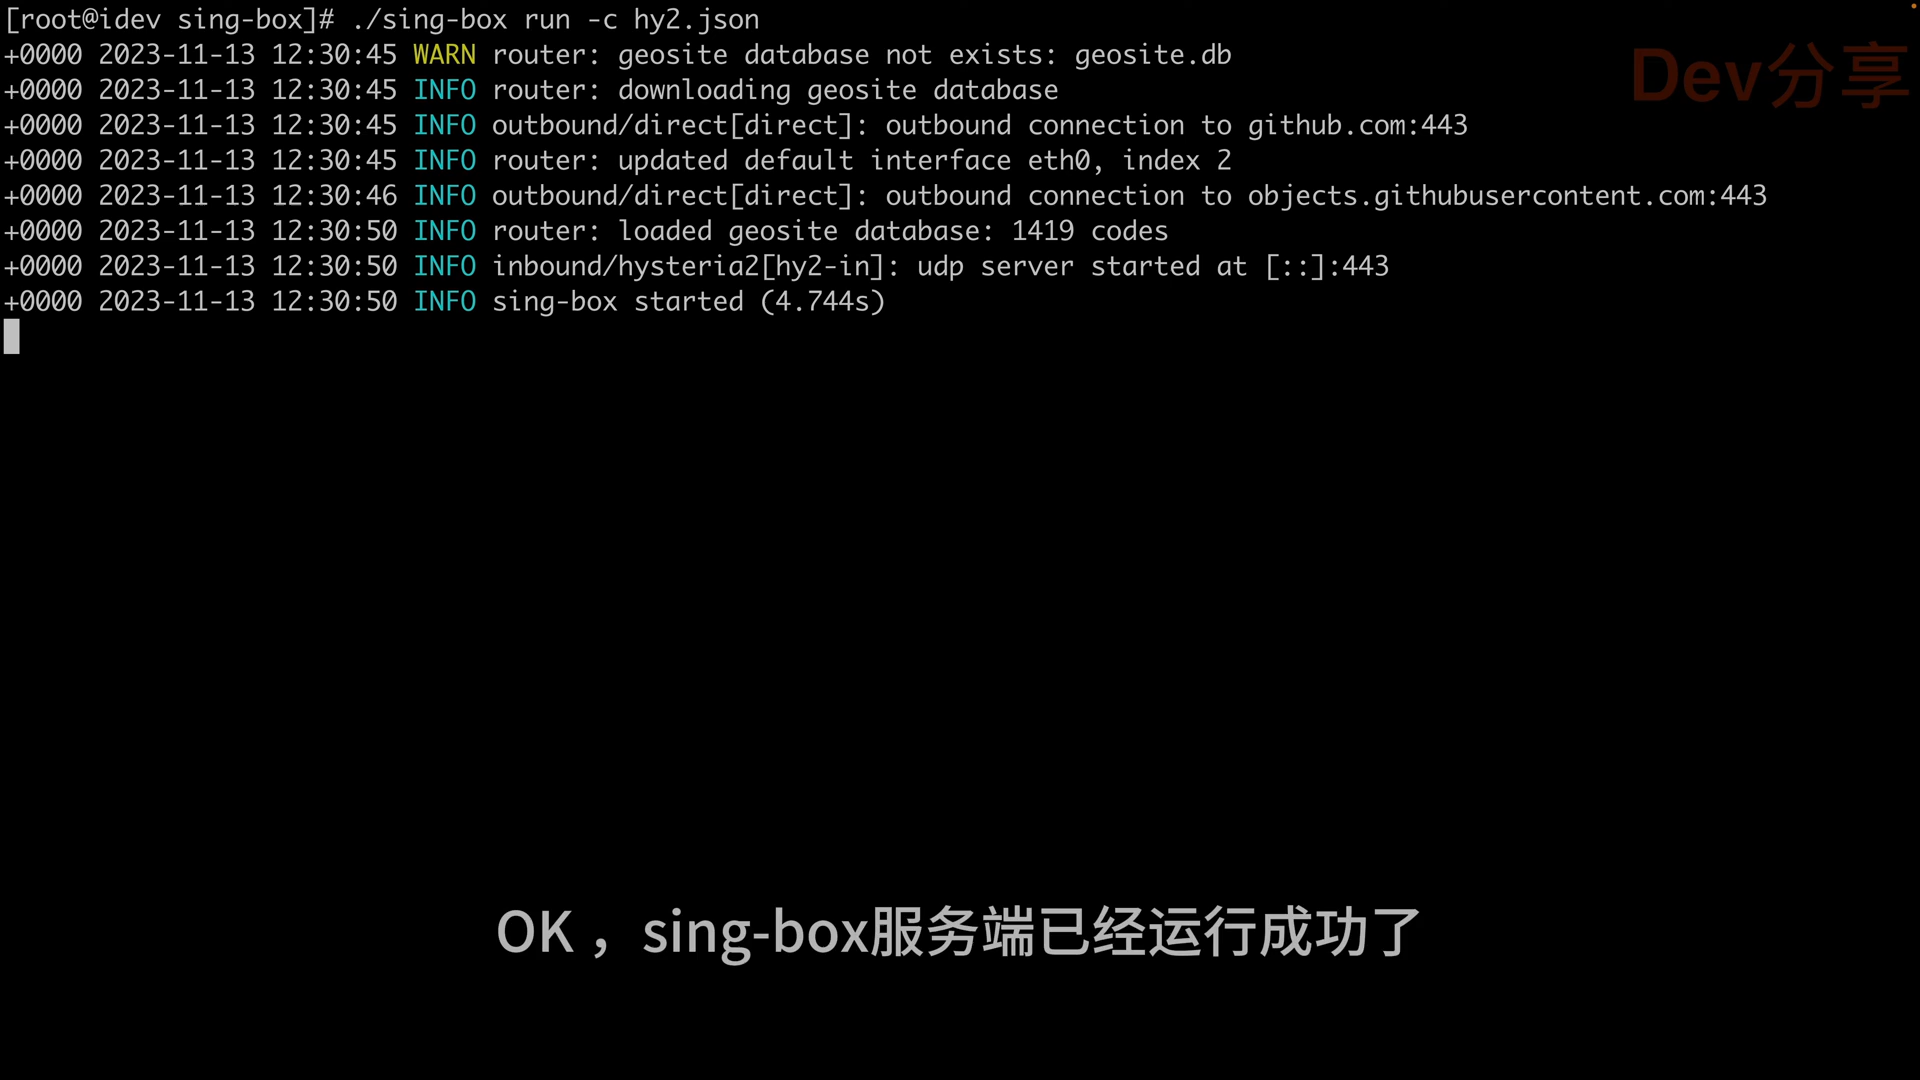 [root@idev sing-box]# ./sing-box run -c hy2.json
+0000 2023-11-13 12:30:45 WARN router: geosite database not exists: geosite.db
+0000 2023-11-13 12:30:45 INFO router: downloading geosite database
+0000 2023-11-13 12:30:45 INFO outbound/direct[direct]: outbound connection to github.com:443
+0000 2023-11-13 12:30:45 INFO router: updated default interface eth0, index 2
+0000 2023-11-13 12:30:46 INFO outbound/direct[direct]: outbound connection to objects.githubusercontent.com:443
+0000 2023-11-13 12:30:50 INFO router: loaded geosite database: 1419 codes
+0000 2023-11-13 12:30:50 INFO inbound/hysteria2[hy2-in]: udp server started at [::]:443
+0000 2023-11-13 12:30:50 INFO sing-box started (4.744s)
Dev分享
OK，sing-box服务端已经运行成功了